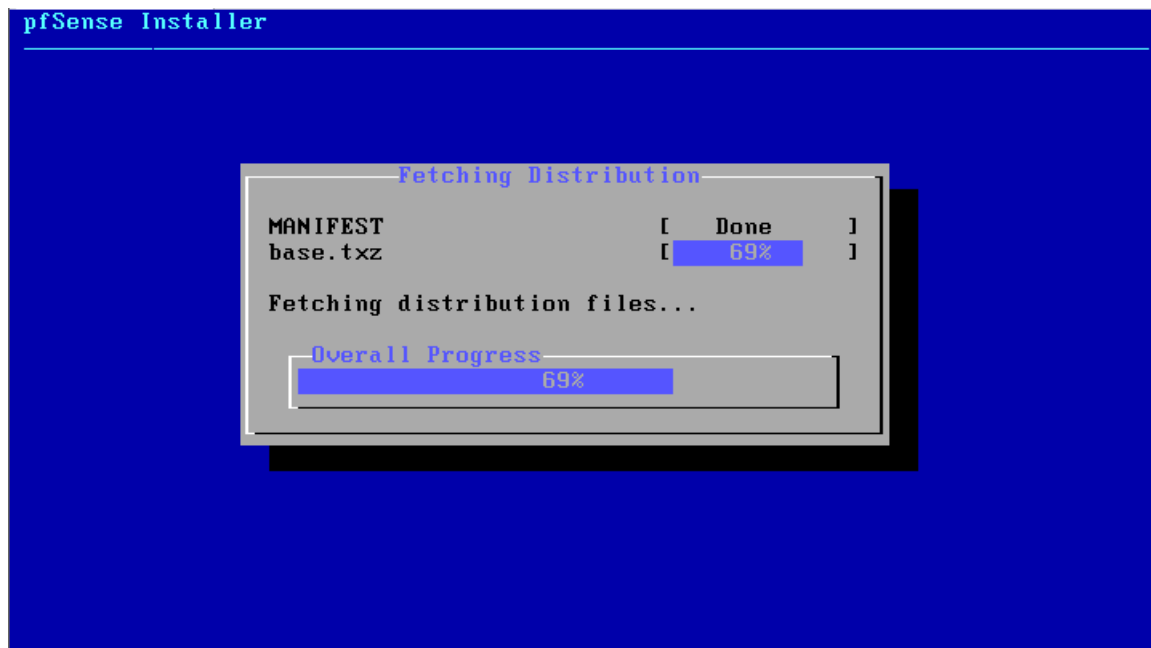 pfSense Installer
Fetching Distribution
MANIFEST [ Done ]
base.txz [ 69% ]
Fetching distribution files...
Overall Progress
69%